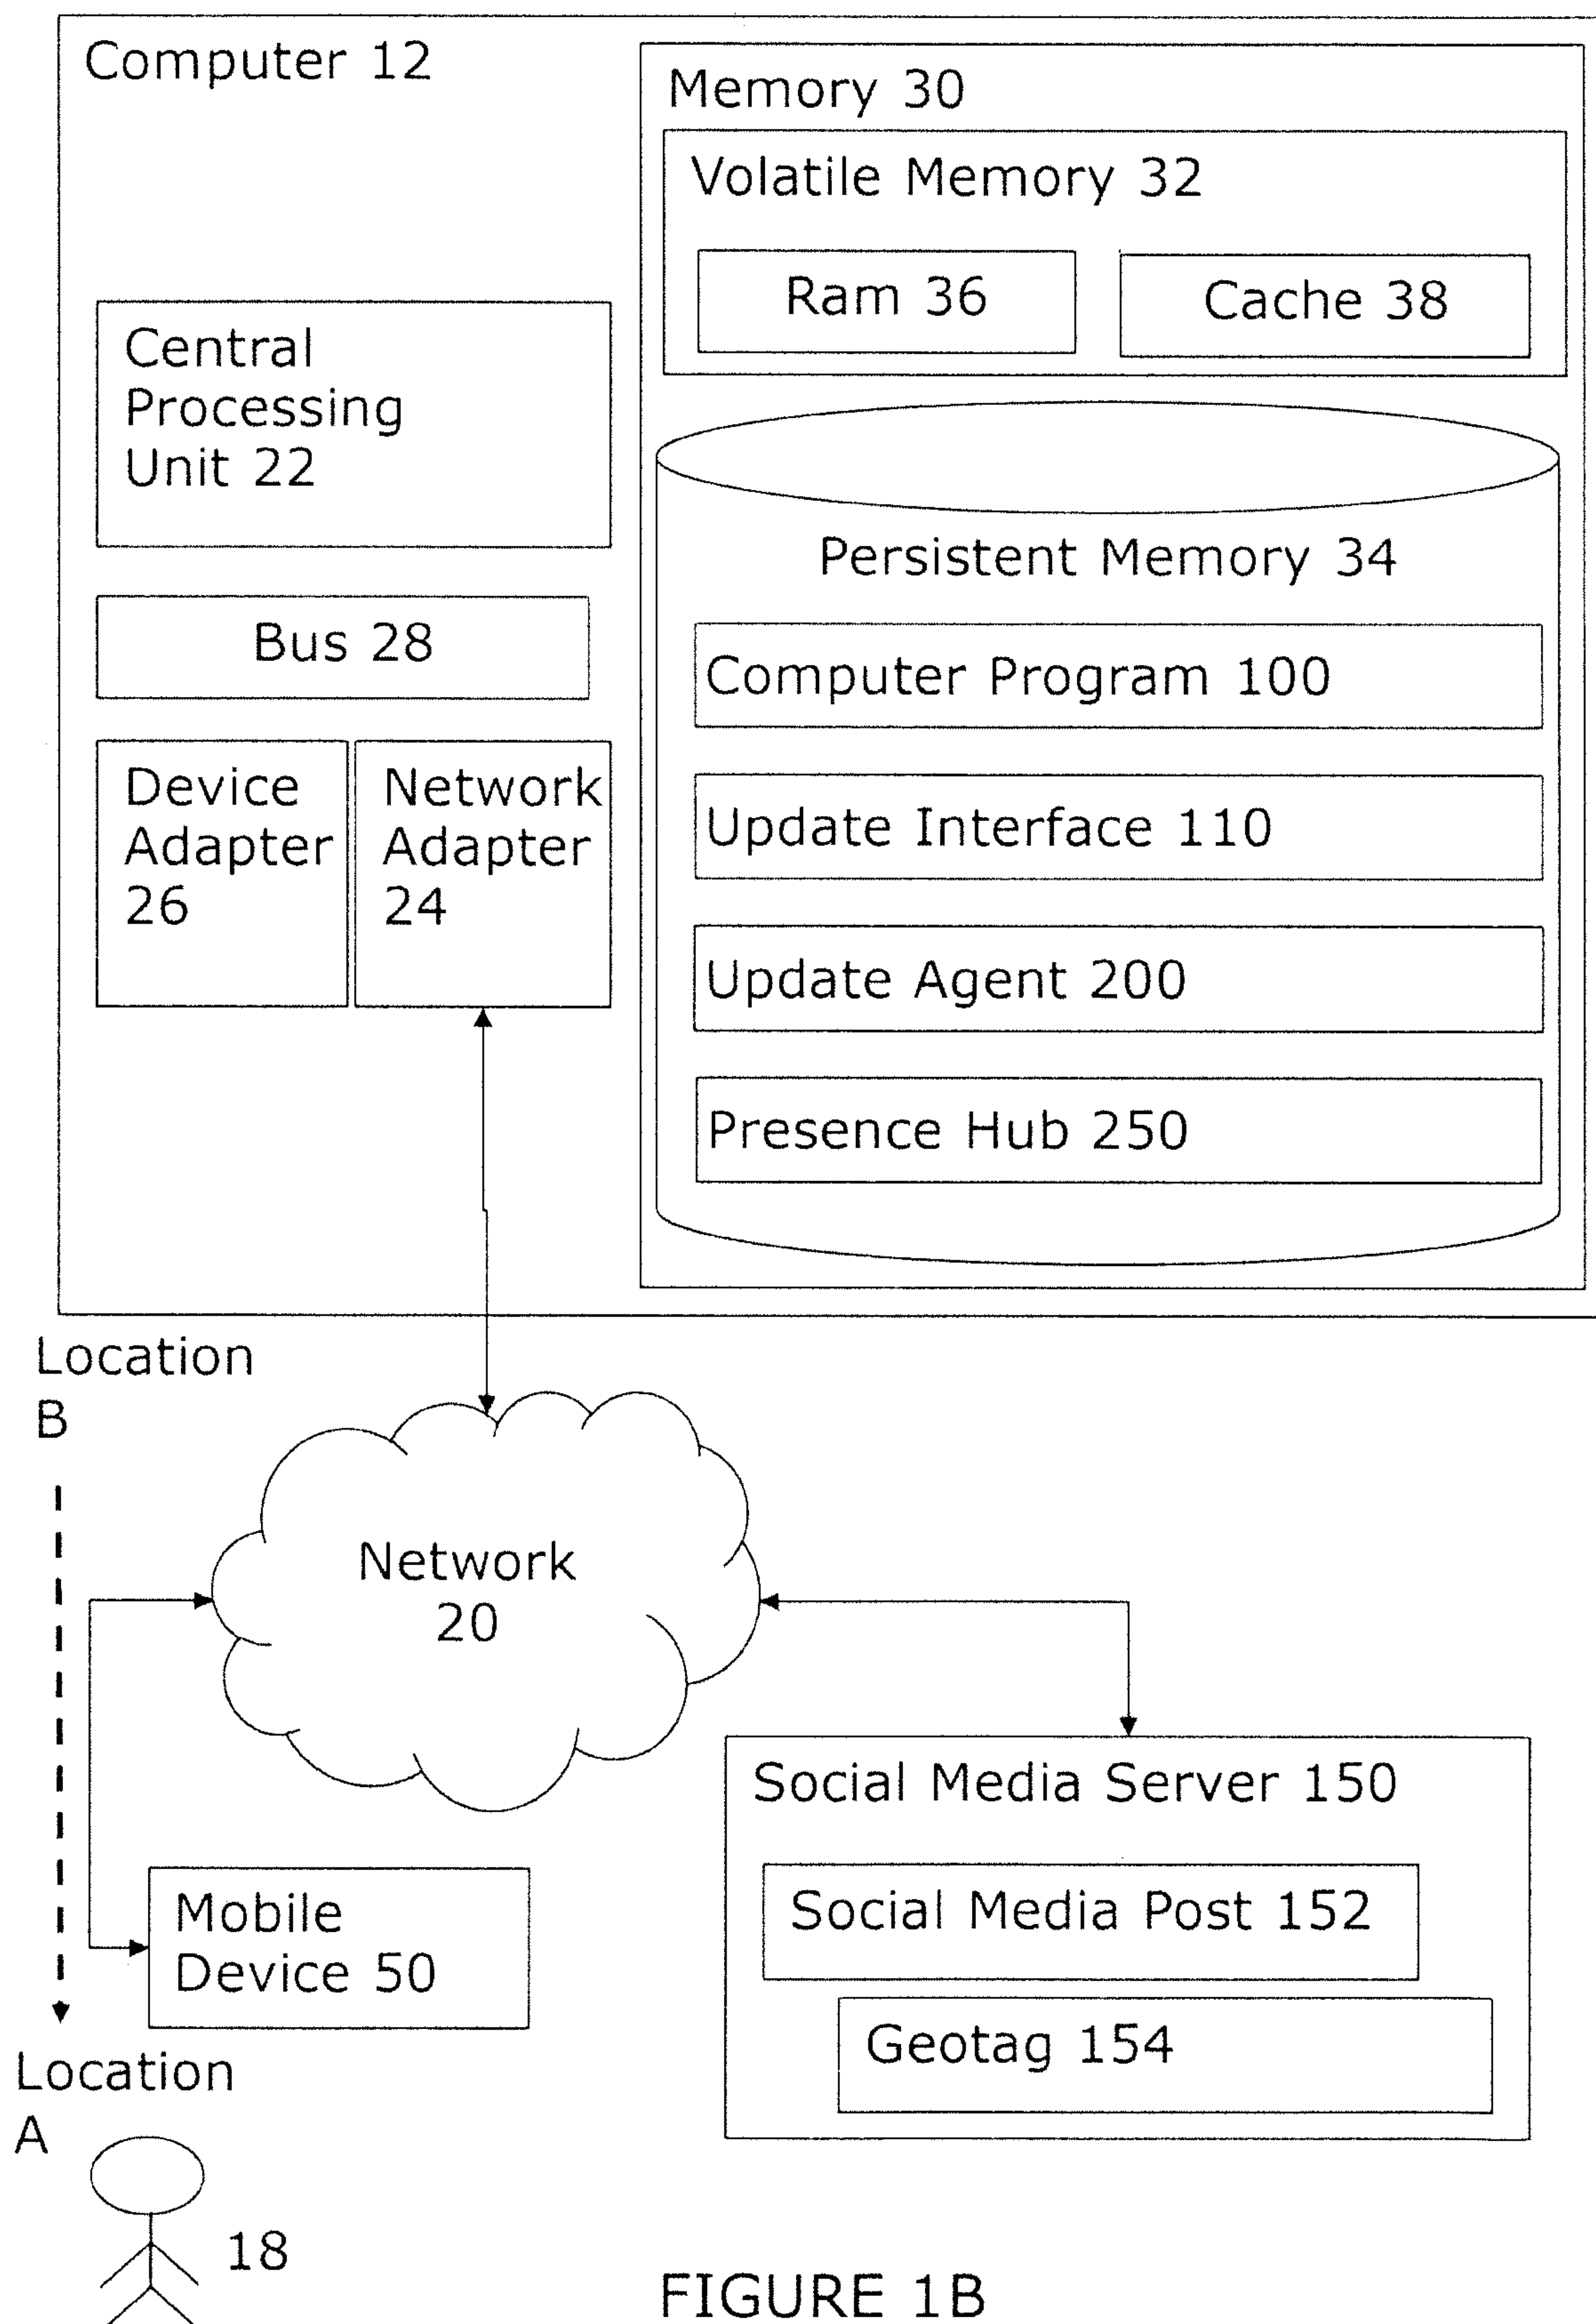 Computer 12
Memory 30
Volatile Memory 32
Ram 36
Cache 38
Central
Processing
Unit 22
Persistent Memory 34
Bus 28
Computer Program 100
Device
Adapter
26
Network
Adapter
24
Update Interface 110
Update Agent 200
Presence Hub 250
Location
B
Network
20
Social Media Server 150
Social Media Post 152
Geotag 154
Mobile
Device 50
Location
A
18
FIGURE 1B